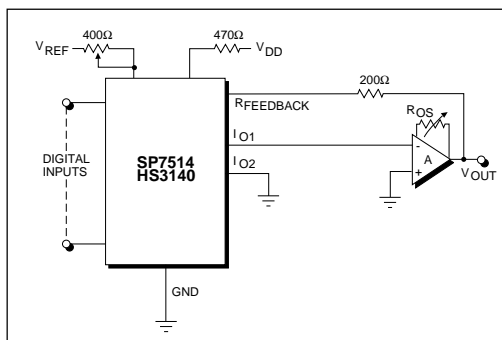 400Ω
470Ω
VREF
VDD
200Ω
RFEEDBACK
ROS
IO1
DIGITAL
INPUTS
SP7514
HS3140
IO2
-
A
+
VOUT
GND